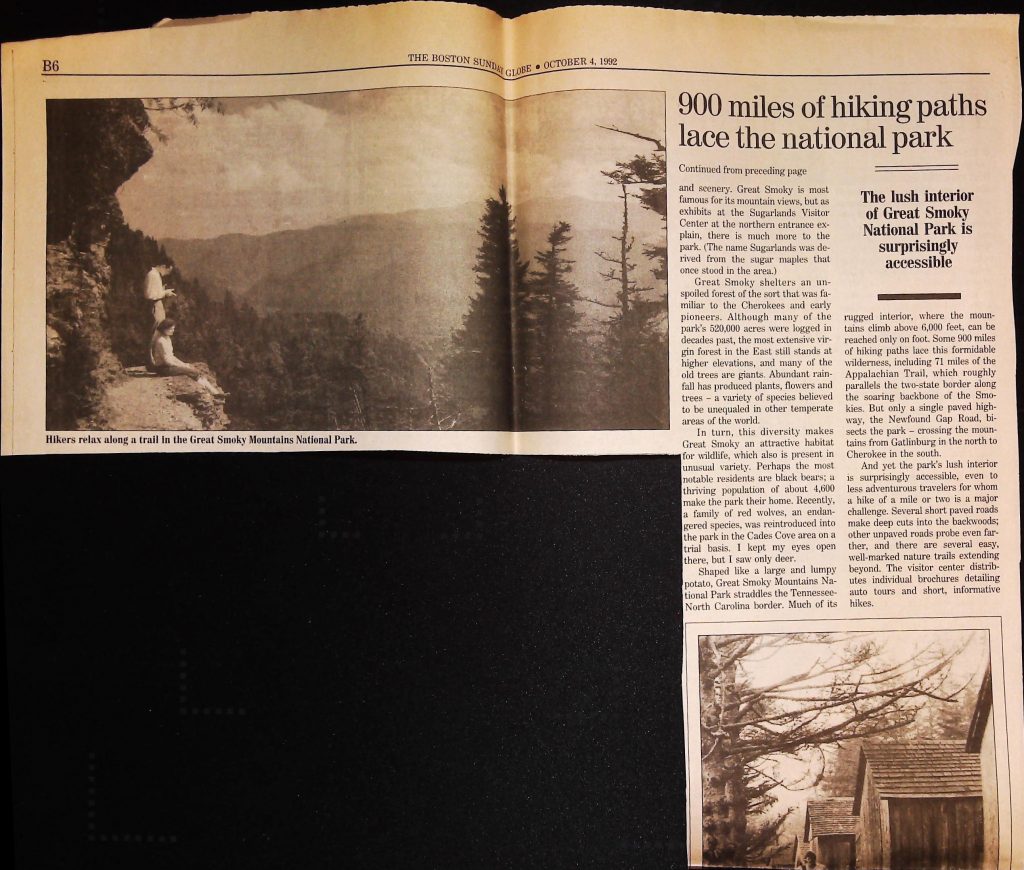 B6
THE BOSTON SUNDAY GLOBE • OCTOBER 4, 1992
Hikers relax along a trail in the Great Smoky Mountains National Park.
900 miles of hiking paths
lace the national park
Continued from preceding page
and scenery. Great Smoky is most
famous for its mountain views, but as
exhibits at the Sugarlands Visitor
Center at the northern entrance ex-
plain, there is much more to the
park. (The name Sugarlands was de-
rived from the sugar maples that
once stood in the area.)
Great Smoky shelters an un-
spoiled forest of the sort that was fa-
miliar to the Cherokees and early
pioneers. Although many of the
park's 520,000 acres were logged in
decades past, the most extensive vir-
gin forest in the East still stands at
higher elevations, and many of the
old trees are giants. Abundant rain-
fall has produced plants, flowers and
trees – a variety of species believed
to be unequaled in other temperate
areas of the world.
In turn, this diversity makes
Great Smoky an attractive habitat
for wildlife, which also is present in
unusual variety. Perhaps the most
notable residents are black bears; a
thriving population of about 4,600
make the park their home. Recently,
a family of red wolves, an endan-
gered species, was reintroduced into
the park in the Cades Cove area on a
trial basis. I kept my eyes open
there, but I saw only deer.
Shaped like a large and lumpy
potato, Great Smoky Mountains Na-
tional Park straddles the Tennessee-
North Carolina border. Much of its
The lush interior
of Great Smoky
National Park is
surprisingly
accessible
rugged interior, where the moun-
tains climb above 6,000 feet, can be
reached only on foot. Some 900 miles
of hiking paths lace this formidable
wilderness, including 71 miles of the
Appalachian Trail, which roughly
parallels the two-state border along
the soaring backbone of the Smo-
kies. But only a single paved high-
way, the Newfound Gap Road, bi-
sects the park – crossing the moun-
tains from Gatlinburg in the north to
Cherokee in the south.
And yet the park's lush interior
is surprisingly accessible, even to
less adventurous travelers for whom
a hike of a mile or two is a major
challenge. Several short paved roads
make deep cuts into the backwoods;
other unpaved roads probe even far-
ther, and there are several easy,
well-marked nature trails extending
beyond. The visitor center distrib-
utes individual brochures detailing
auto tours and short, informative
hikes.